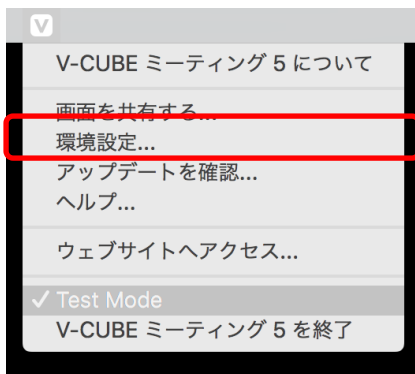 V
V-CUBE ミーティング 5 について
画面を共有する...
環境設定...
アップデートを確認...
ヘルプ...
ウェブサイトへアクセス...
✓ Test Mode
V-CUBE ミーティング 5 を終了